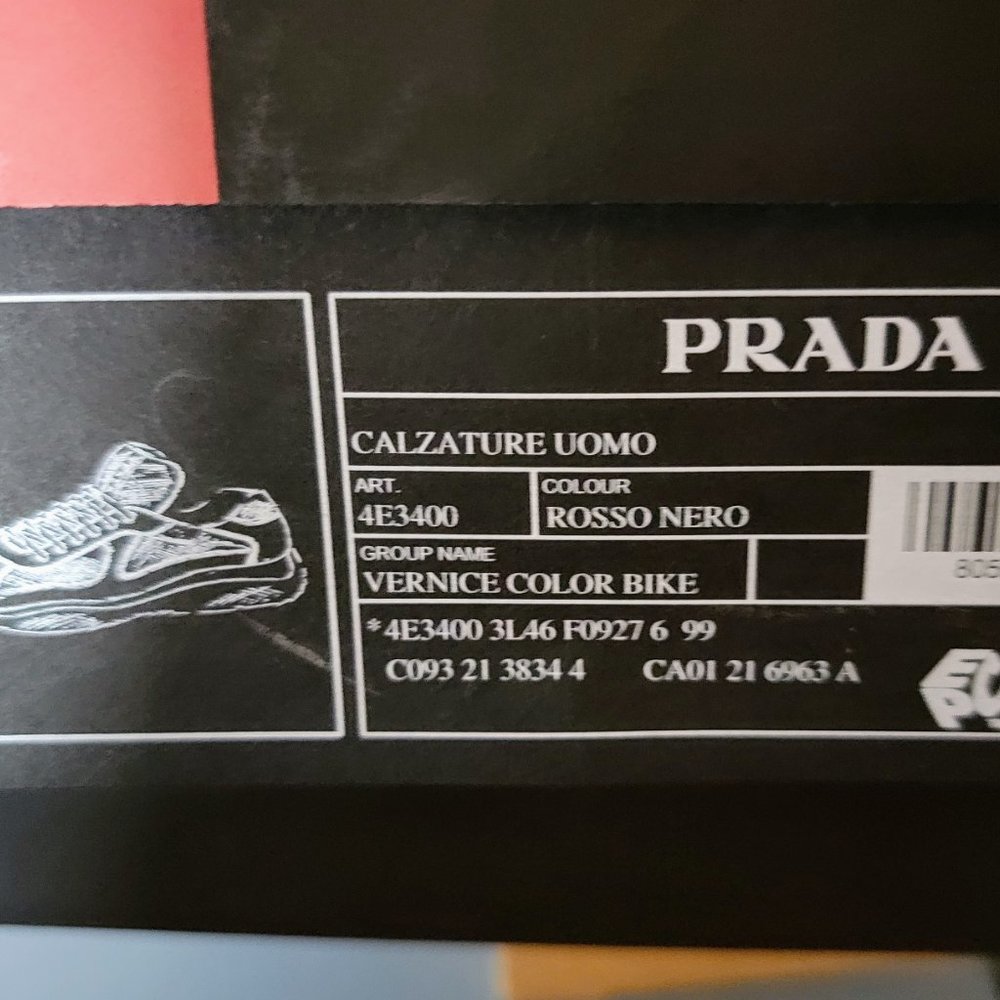 PRADA
CALZATURE UOMO
ART.
4E3400
COLOUR
ROSSO NERO
GROUP NAME
VERNICE COLOR BIKE
*4E3400 3L46 F0927 6 99
C093 21 3834 4 CA01 21 6963 A